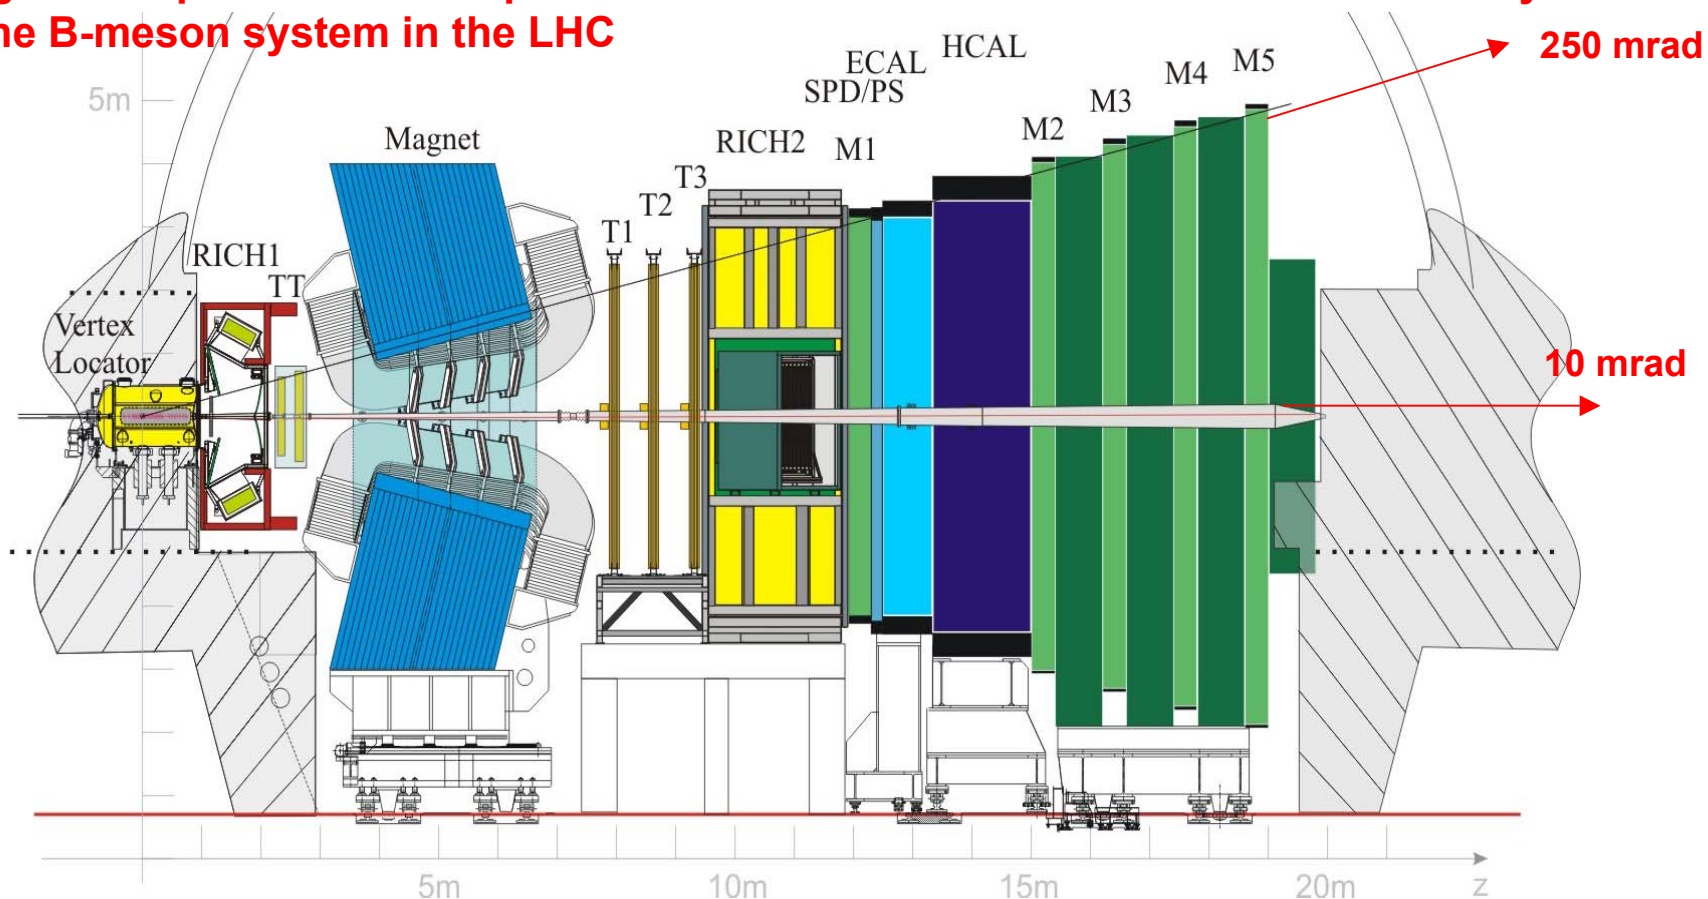 the B-meson system in the LHC
250 mrad
HCAL
ECAL
SPD/PS
M5
M4
M3
M2
5m
Magnet
RICH2
M1
T3
T2
T1
RICH1
TT
Vertex
Locator
10 mrad
5m
10m
15m
20m
z